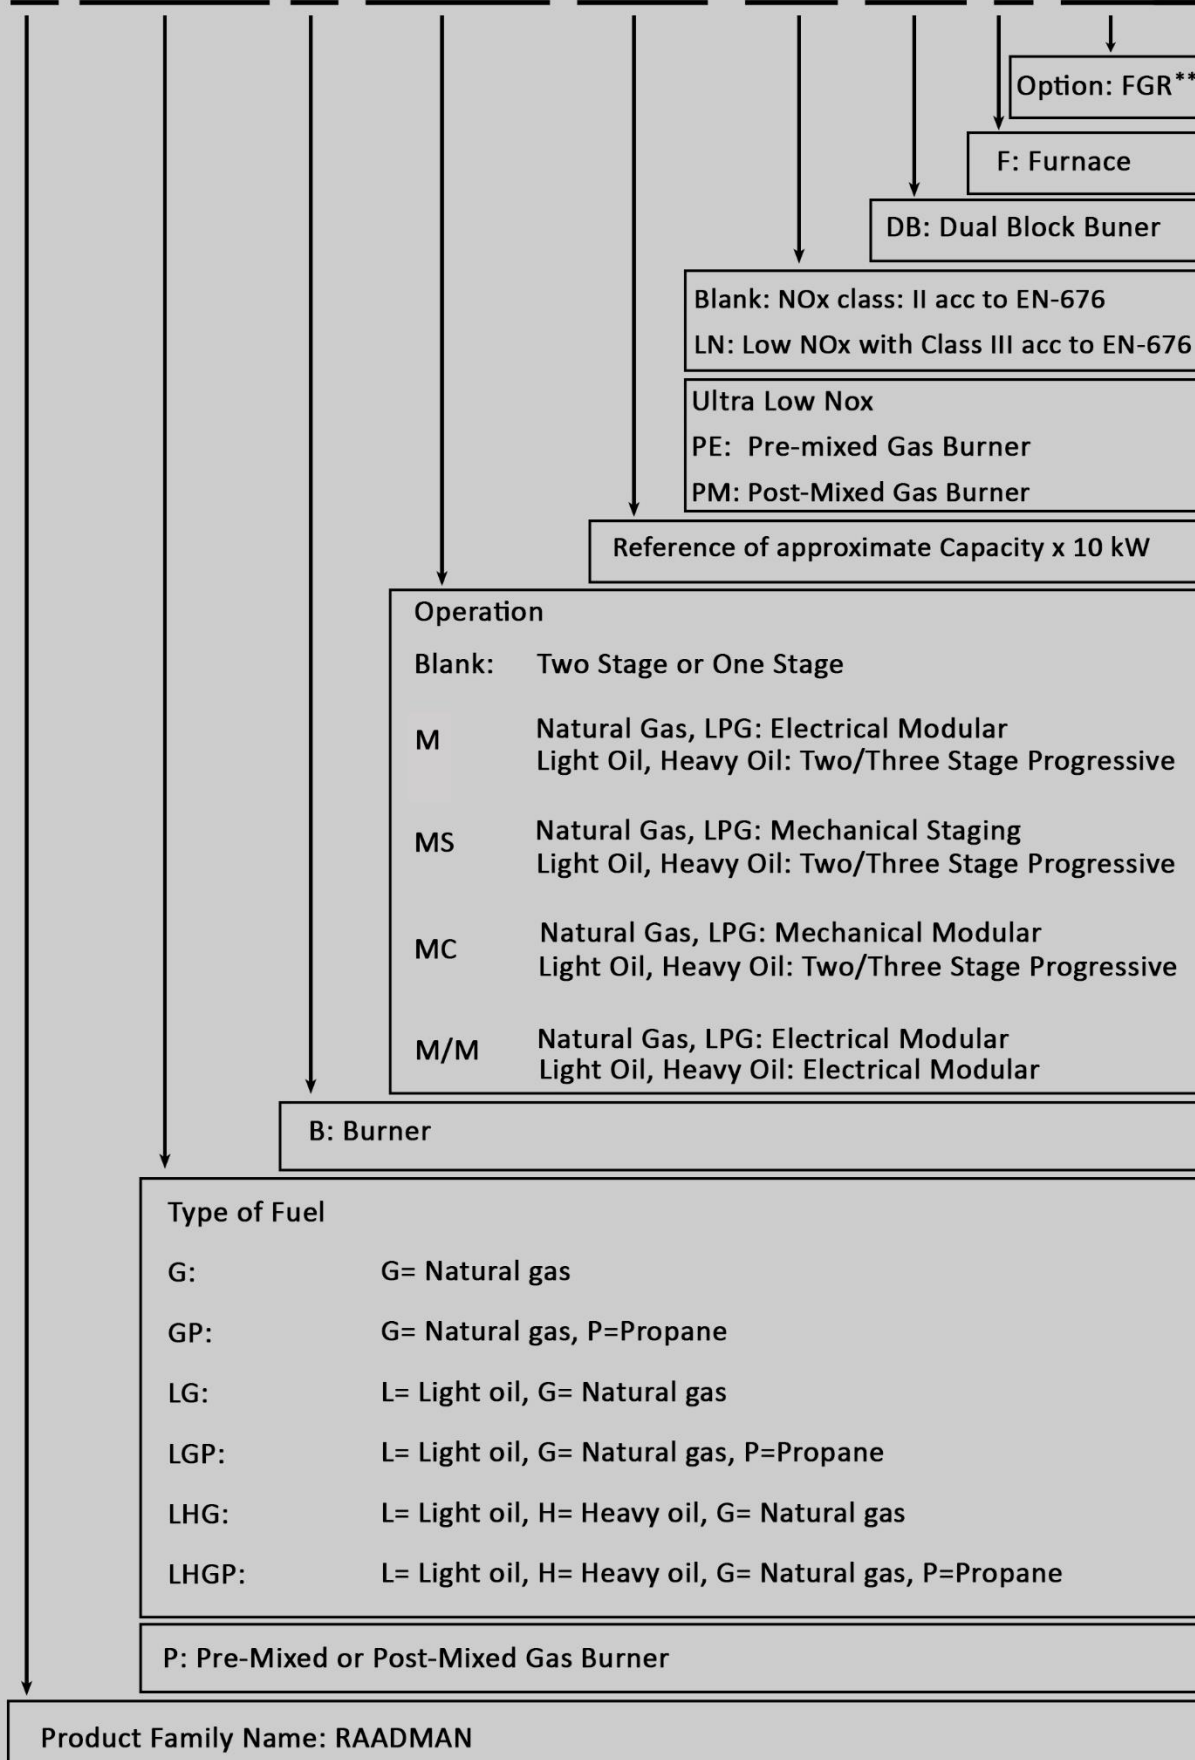 Option: FGR**
F: Furnace
DB: Dual Block Buner
Blank: NOx class: II acc to EN-676
LN: Low NOx with Class III acc to EN-676
Ultra Low Nox
PE: Pre-mixed Gas Burner
PM: Post-Mixed Gas Burner
Reference of approximate Capacity x 10 kW
Operation
Blank: Two Stage or One Stage
M Natural Gas, LPG: Electrical Modular
Light Oil, Heavy Oil: Two/Three Stage Progressive
MS Natural Gas, LPG: Mechanical Staging
Light Oil, Heavy Oil: Two/Three Stage Progressive
MC Natural Gas, LPG: Mechanical Modular
Light Oil, Heavy Oil: Two/Three Stage Progressive
M/M Natural Gas, LPG: Electrical Modular
Light Oil, Heavy Oil: Electrical Modular
B: Burner
Type of Fuel
G: G= Natural gas
GP: G= Natural gas, P=Propane
LG: L= Light oil, G= Natural gas
LGP: L= Light oil, G= Natural gas, P=Propane
LHG: L= Light oil, H= Heavy oil, G= Natural gas
LHGP: L= Light oil, H= Heavy oil, G= Natural gas, P=Propane
P: Pre-Mixed or Post-Mixed Gas Burner
Product Family Name: RAADMAN